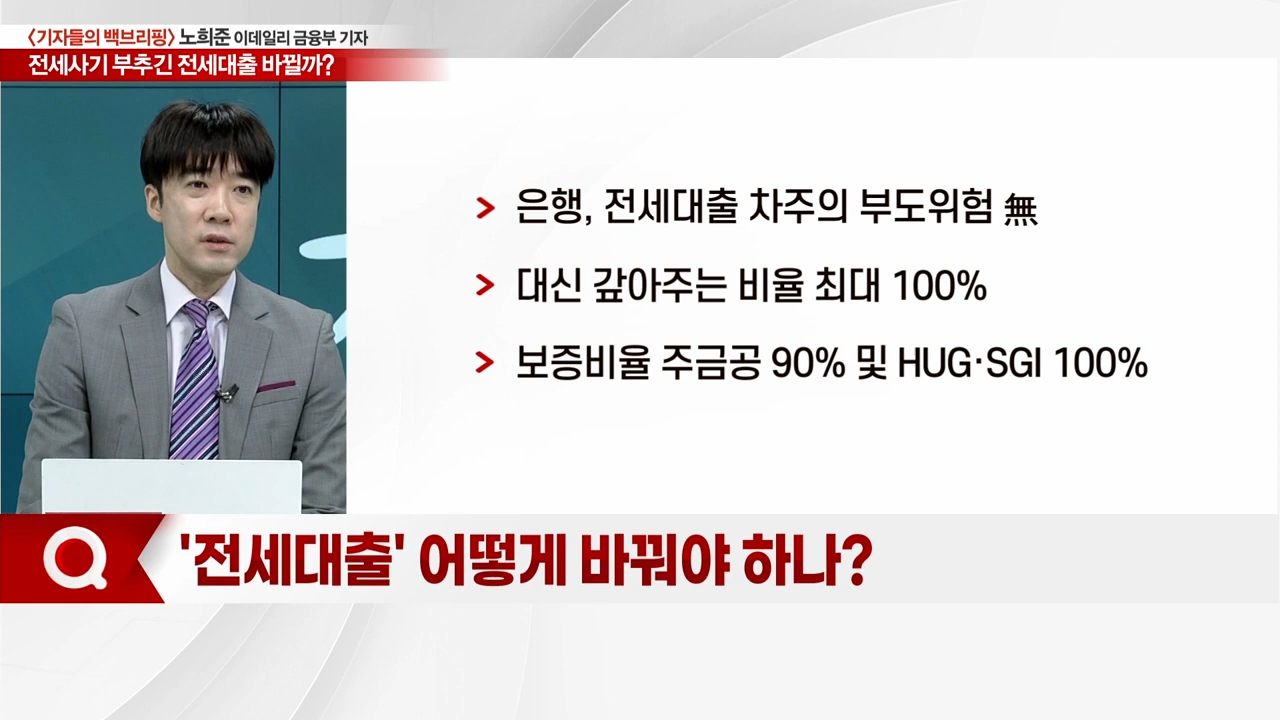 <기자들의 백브리핑> 노희준 이데일리 금융부 기자
전세사기 부추긴 전세대출 바뀔까?
> 은행, 전세대출 차주의 부도위험 無
> 대신 갚아주는 비율 최대 100%
> 보증비율 주금공 90% 및 HUG·SGI 100%
Q '전세대출' 어떻게 바꿔야 하나?